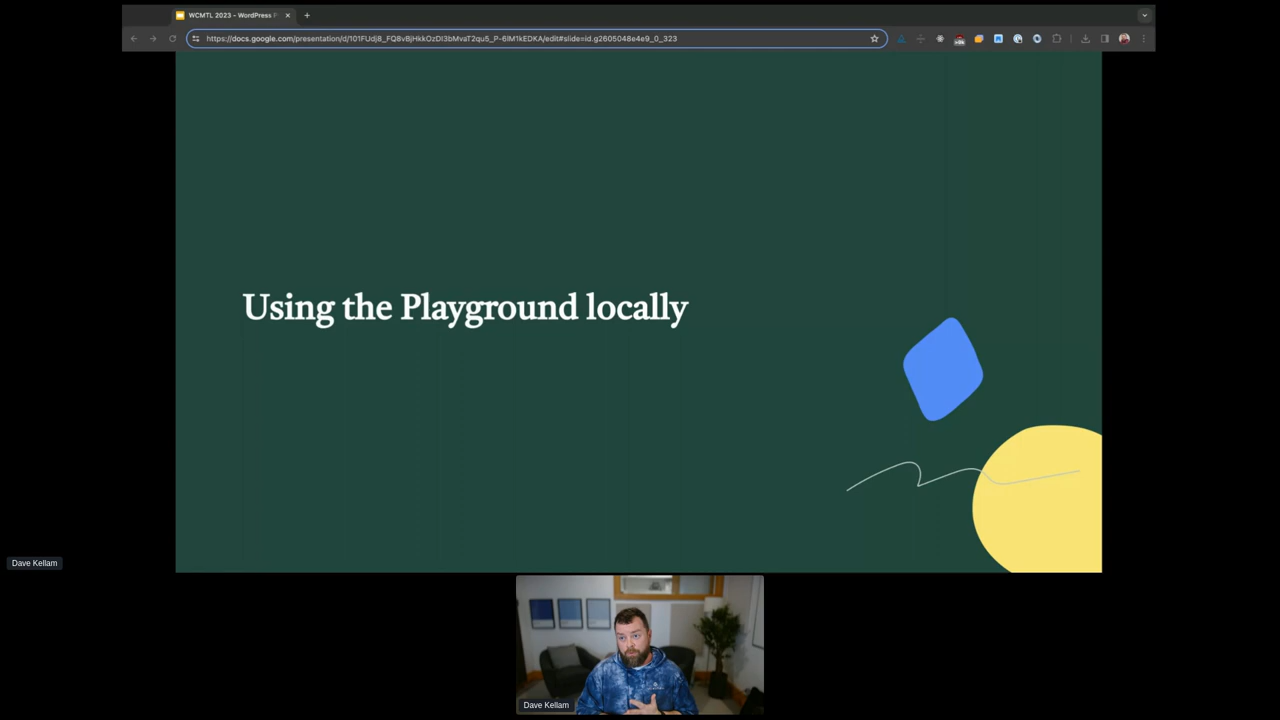 WCMTL 2023 - WordPress P
https://docs.google.com/presentation/d/101FUdj8_FQ8vBjHkkOzDI3bMvaT2qu5_P-6lM1kEDKA/edit#slide=id.g2605048e4e9_0_323
Using the Playground locally
Dave Kellam
Dave Kellam